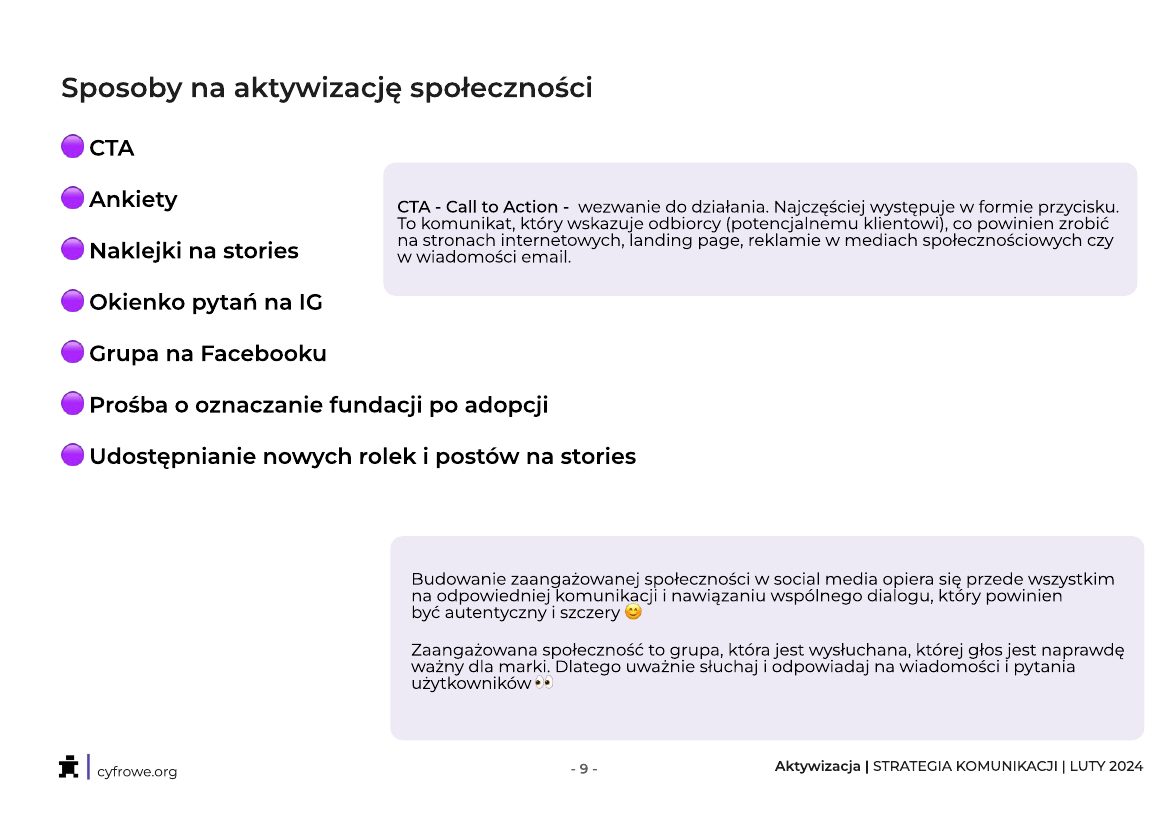 Sposoby na aktywizację społeczności
🟣 CTA
🟣 Ankiety
🟣 Naklejki na stories
🟣 Okienko pytań na IG
🟣 Grupa na Facebooku
🟣 Prośba o oznaczanie fundacji po adopcji
🟣 Udostępnianie nowych rolek i postów na stories
CTA - Call to Action - wezwanie do działania. Najczęściej występuje w formie przycisku.
To komunikat, który wskazuje odbiorcy (potencjalnemu klientowi), co powinien zrobić
na stronach internetowych, landing page, reklamie w mediach społecznościowych czy
w wiadomości email.
Budowanie zaangażowanej społeczności w social media opiera się przede wszystkim
na odpowiedniej komunikacji i nawiązaniu wspólnego dialogu, który powinien
być autentyczny i szczery 😊
Zaangażowana społeczność to grupa, która jest wysłuchana, której głos jest naprawdę
ważny dla marki. Dlatego uważnie słuchaj i odpowiadaj na wiadomości i pytania
użytkowników 👀
cyfrowe.org
- 9 -
Aktywizacja | STRATEGIA KOMUNIKACJI | LUTY 2024